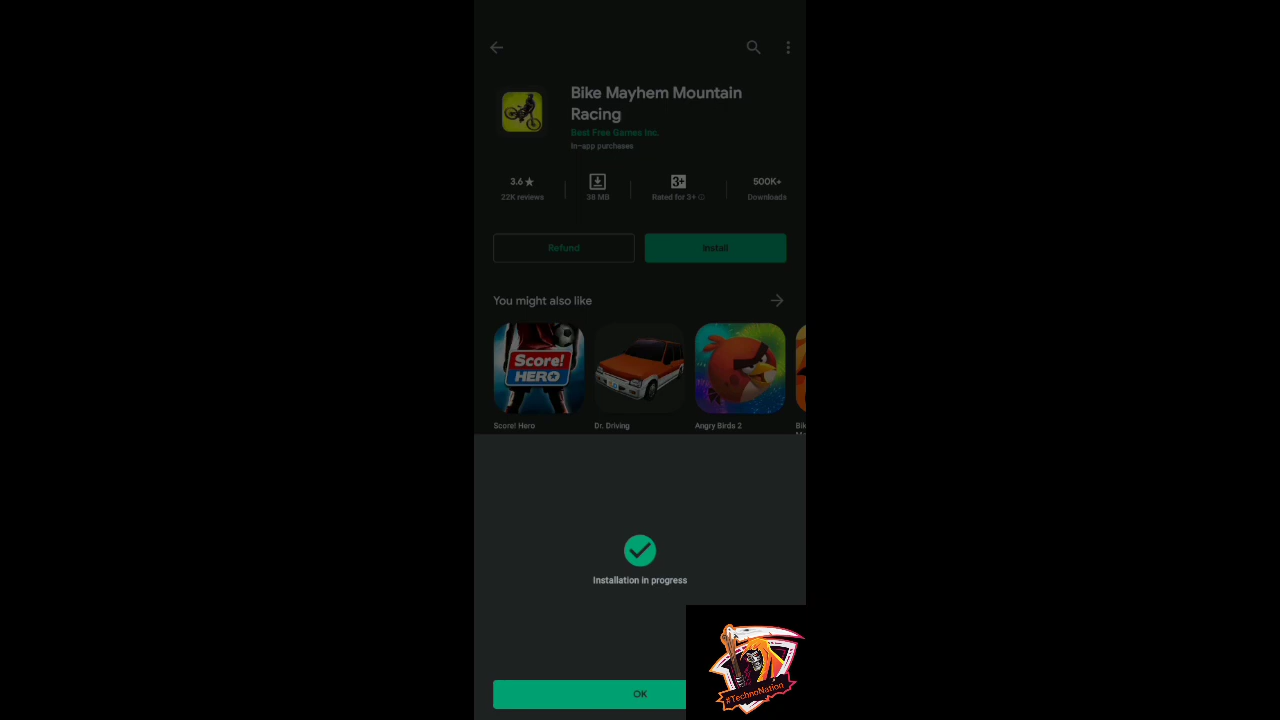 Bike Mayhem Mountain
Racing
Best Free Games Inc.
In-app purchases
3.6★
22K reviews
38 MB
3+
Rated for 3+
500K+
Downloads
Refund
Install
You might also like
Score!
HERO
Score! Hero
Dr. Driving
Angry Birds 2
Bik
Installation in progress
OK
#TechnoNation